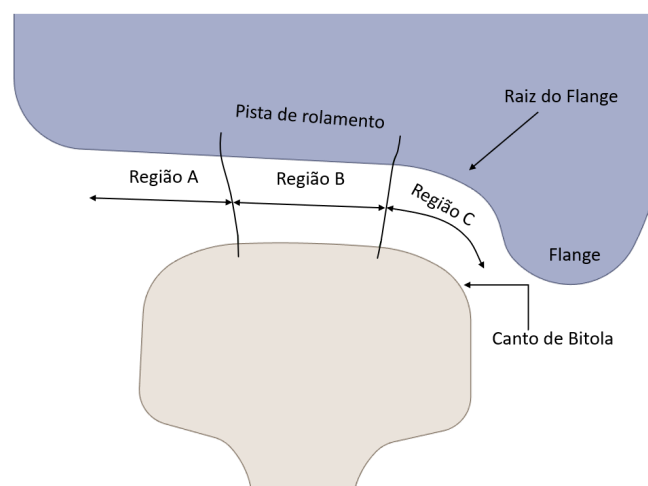 Raiz do Flange
Pista de rolamento
Região A
Região B
Região C
Flange
Canto de Bitola